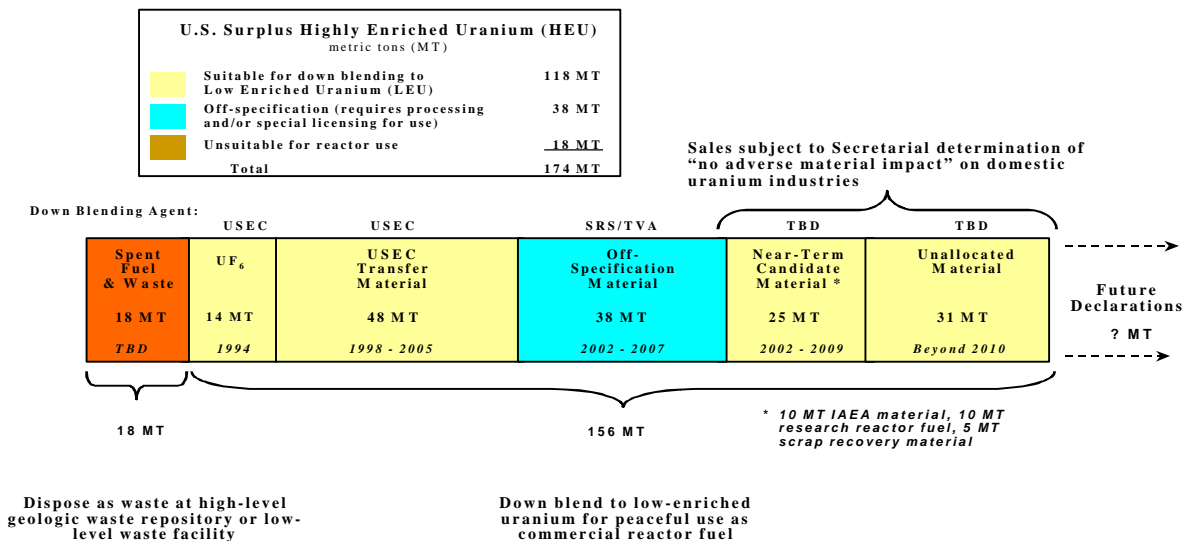 U.S. Surplus Highly Enriched Uranium (HEU)
metric tons (MT)
Suitable for down blending to 118 MT
Low Enriched Uranium (LEU)
Off-specification (requires processing 38 MT
and/or special licensing for use)
Unsuitable for reactor use 18 MT
Total 174 MT
Sales subject to Secretarial determination of
“no adverse material impact” on domestic
uranium industries
Down Blending Agent:
USEC USEC SRS/TVA TBD TBD
Spent
Fuel
& Waste
18 MT
TBD
UF6
14 MT
1994
USEC
Transfer
Material
48 MT
1998 - 2005
Off-
Specification
Material
38 MT
2002 - 2007
Near-Term
Candidate
Material *
25 MT
2002 - 2009
Unallocated
Material
31 MT
Beyond 2010
Future
Declarations
? MT
18 MT
156 MT
* 10 MT IAEA material, 10 MT
research reactor fuel, 5 MT
scrap recovery material
Dispose as waste at high-level
geologic waste repository or low-
level waste facility
Down blend to low-enriched
uranium for peaceful use as
commercial reactor fuel